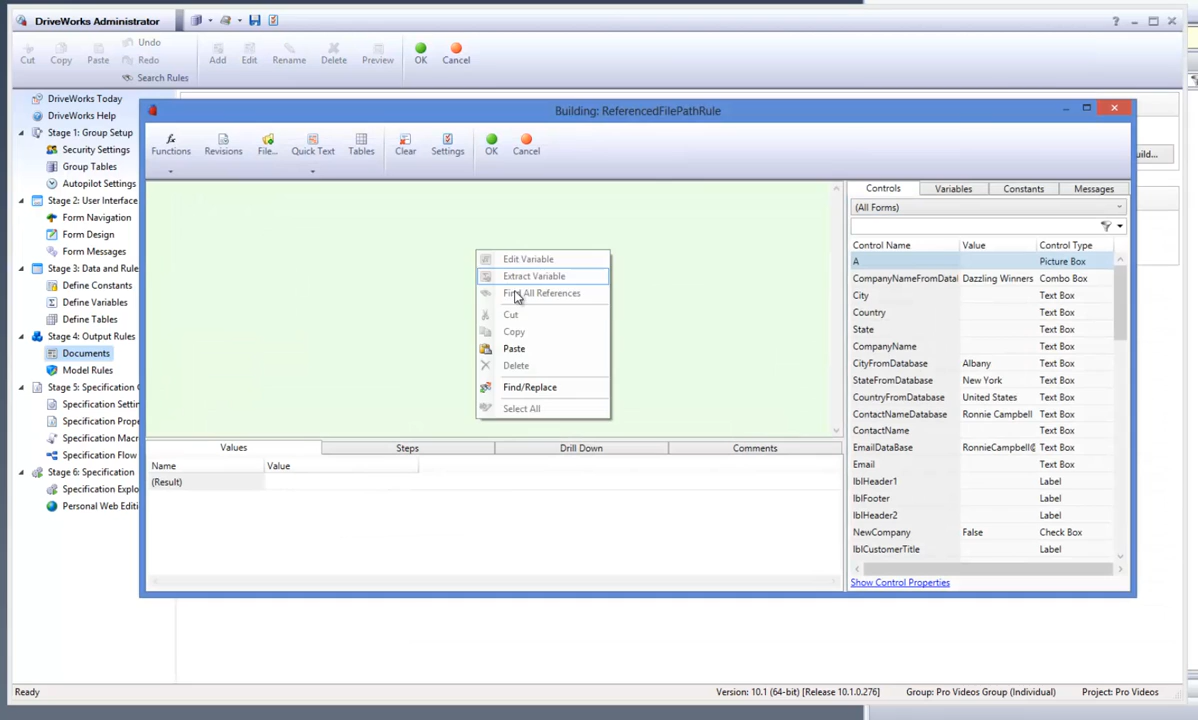 DriveWorks Administrator
Cut
Copy
Paste
Undo
Redo
Search Rules
Add
Edit
Rename
Delete
Preview
OK
Cancel
DriveWorks Today
DriveWorks Help
Stage 1: Group Setup
Security Settings
Group Tables
Autopilot Settings
Stage 2: User Interface
Form Navigation
Form Design
Form Messages
Stage 3: Data and Rule
Define Constants
Define Variables
Define Tables
Stage 4: Output Rules
Documents
Model Rules
Stage 5: Specification C
Specification Settin
Specification Prope
Specification Macr
Specification Flow
Stage 6: Specification
Specification Explo
Personal Web Editi
Building: ReferencedFilePathRule
Functions
Revisions
File...
Quick Text
Tables
Clear
Settings
OK
Cancel
uild...
Edit Variable
Extract Variable
Find All References
Cut
Copy
Paste
Delete
Find/Replace
Select All
Values
Steps
Drill Down
Comments
Name
Value
(Result)
Controls
Variables
Constants
Messages
(All Forms)
Control Name Value Control Type
A Picture Box
CompanyNameFromDatal Dazzling Winners Combo Box
City Text Box
Country Text Box
State Text Box
CompanyName Text Box
CityFromDatabase Albany Text Box
StateFromDatabase New York Text Box
CountryFromDatabase United States Text Box
ContactNameDatabase Ronnie Campbell Text Box
ContactName Text Box
EmailDataBase RonnieCampbell@ Text Box
Email Text Box
lblHeader1 Label
lblFooter Label
lblHeader2 Label
NewCompany False Check Box
lblCustomerTitle Label
Show Control Properties
Ready
Version: 10.1 (64-bit) [Release 10.1.0.276]
Group: Pro Videos Group (Individual)
Project: Pro Videos